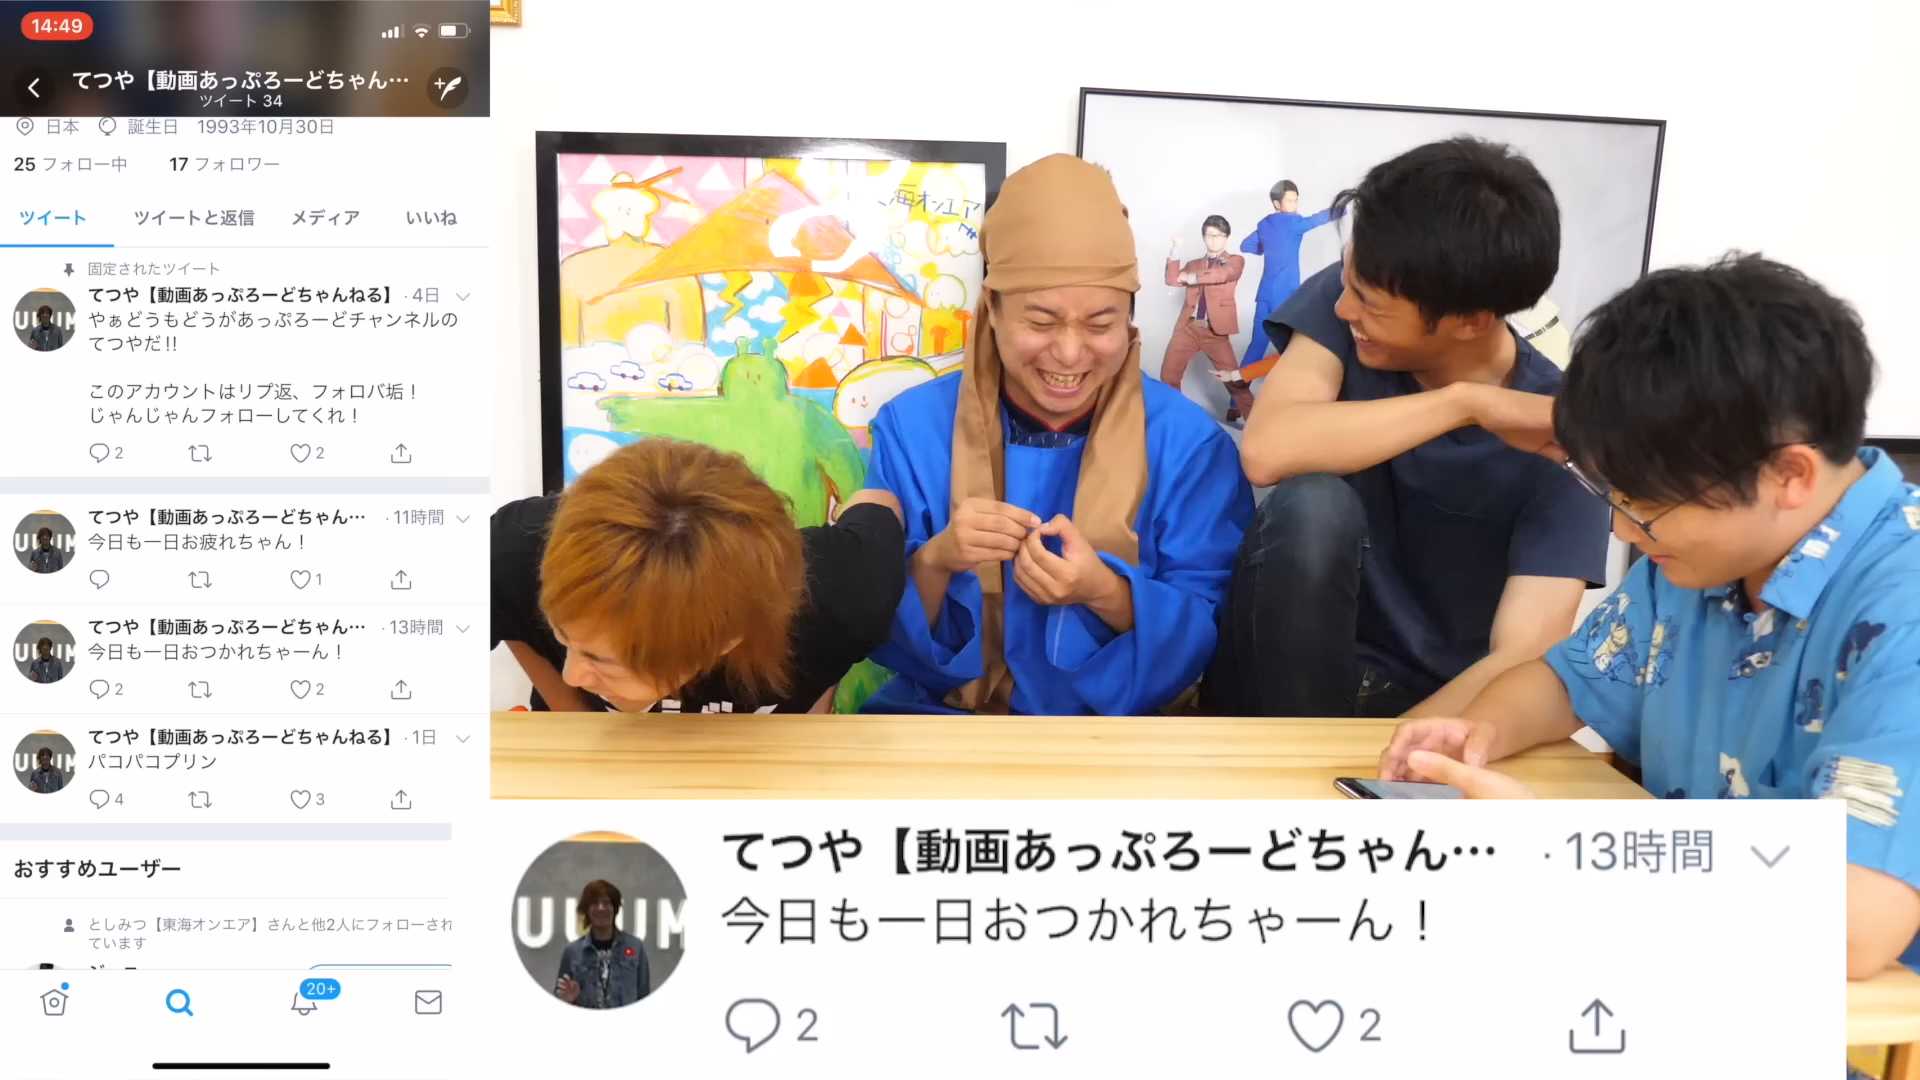 14:49
てつや【動画あっぷろーどちゃん…
ツイート 34
日本 誕生日 1993年10月30日
25 フォロー中 17 フォロワー
ツイート ツイートと返信 メディア いいね
固定されたツイート
てつや【動画あっぷろーどちゃんねる】 · 4日
やぁどうもどうがあっぷろーどチャンネルの
てつやだ!!
このアカウントはリプ返、フォロバ垢！
じゃんじゃんフォローしてくれ！
2 2
てつや【動画あっぷろーどちゃん… · 11時間
今日も一日お疲れちゃん！
1
てつや【動画あっぷろーどちゃん… · 13時間
今日も一日おつかれちゃーん！
2 2
てつや【動画あっぷろーどちゃんねる】 · 1日
パコパコプリン
4 3
おすすめユーザー
としみつ【東海オンエア】さんと他2人にフォローされ
ています
20+
海オンエア
てつや【動画あっぷろーどちゃん… · 13時間
今日も一日おつかれちゃーん！
2 2
UUUM